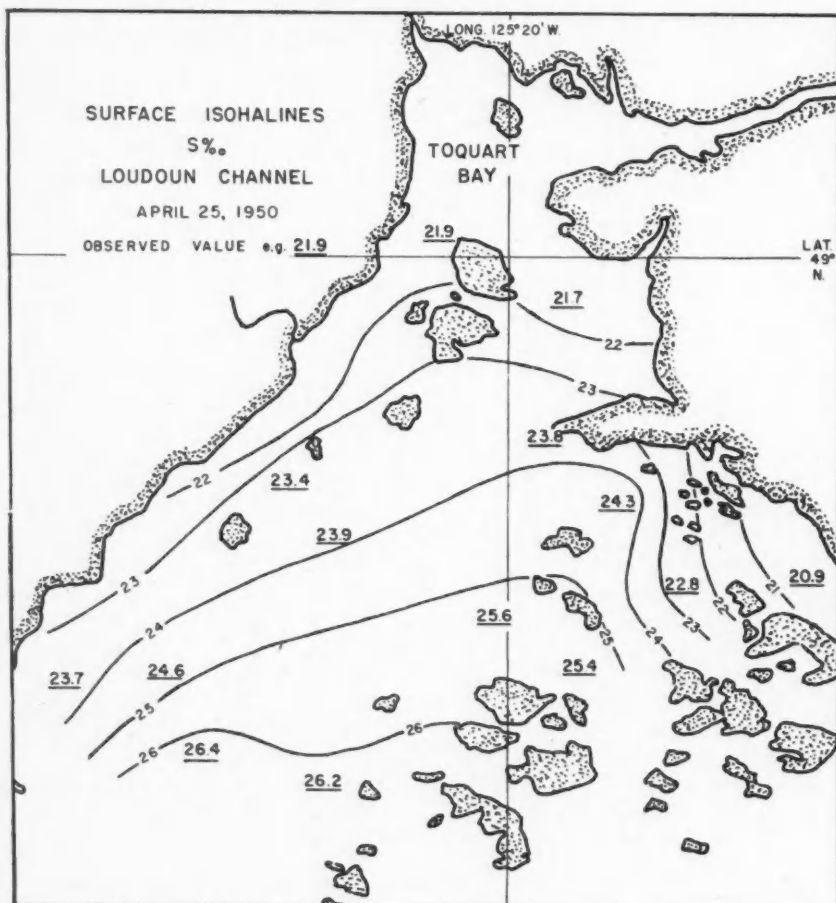 LONG. 125° 20' W.
SURFACE ISOHALINES
S‰
LOUDOUN CHANNEL
APRIL 25, 1950
OBSERVED VALUE e.g. 21.9
TOQUART
BAY
LAT.
49°
N.
21.9
21.7
22
23
23.8
22
23.4
24.3
23.9
22.8
22
21
20.9
23
23
24
25.6
25
24
23.7
24.6
25.4
25
26
26
26.4
26.2